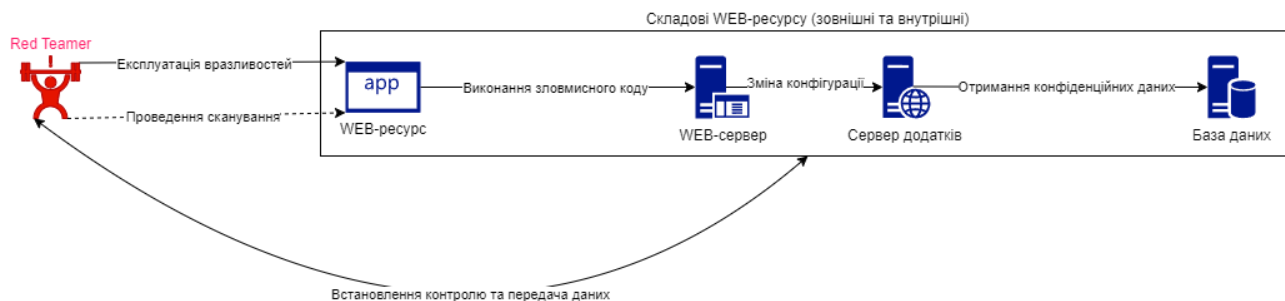 Складові WEB-ресурсу (зовнішні та внутрішні)
Red Teamer
Експлуатація вразливостей
Проведення сканування
app
WEB-ресурс
Виконання зловмисного коду
WEB-сервер
Зміна конфігурації
Сервер додатків
Отримання конфіденційних даних
База даних
Встановлення контролю та передача даних